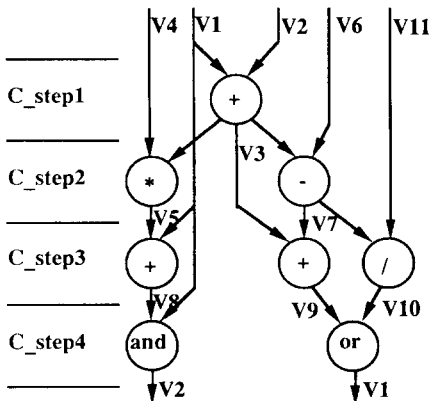 V4 V1 V2 V6 V11
C_step1 +
V3
C_step2 * -
V5 V7
C_step3 + + /
V8 V9 V10
C_step4 and or
V2 V1